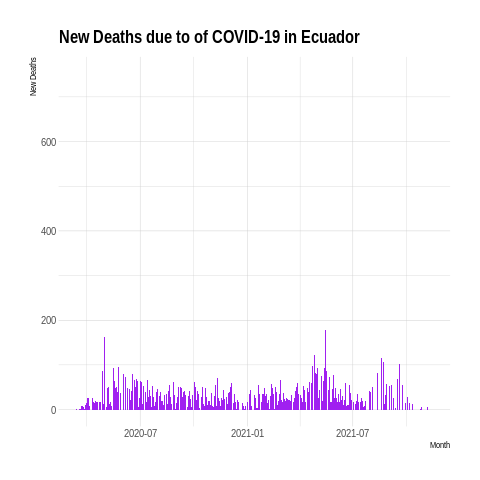 New Deaths due to of COVID-19 in Ecuador
New Deaths
600
400
200
0
2020-07
2021-01
2021-07
Month